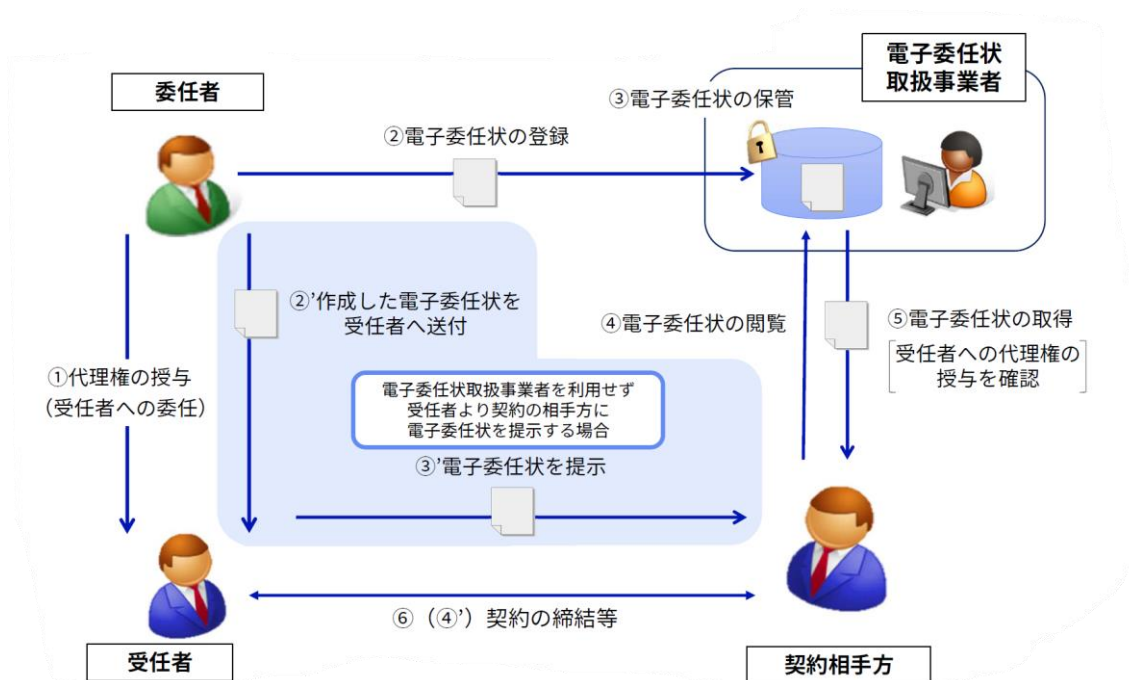 委任者
電子委任状
取扱事業者
③電子委任状の保管
②電子委任状の登録
②’作成した電子委任状を
受任者へ送付
④電子委任状の閲覧
⑤電子委任状の取得
受任者への代理権の
授与を確認
①代理権の授与
（受任者への委任）
電子委任状取扱事業者を利用せず
受任者より契約の相手方に
電子委任状を提示する場合
③’電子委任状を提示
⑥（④’）契約の締結等
受任者
契約相手方